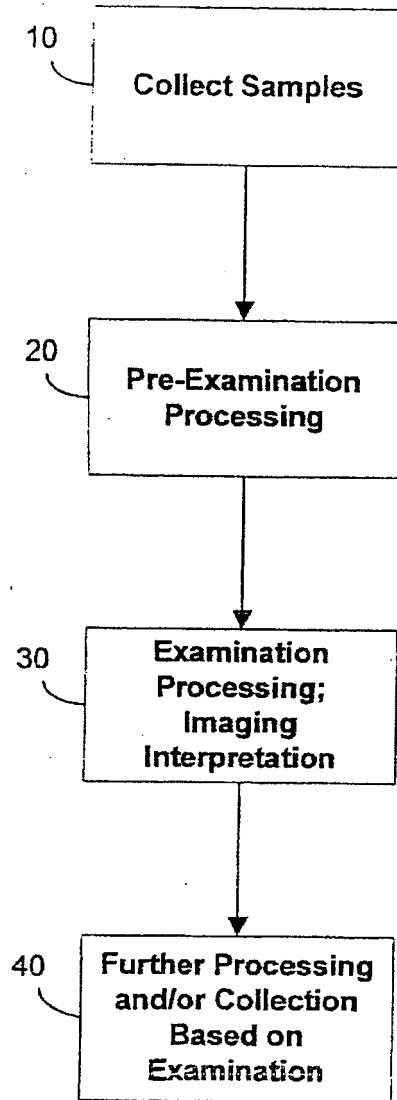 10
Collect Samples
20
Pre-Examination
Processing
30
Examination
Processing;
Imaging
Interpretation
40
Further Processing
and/or Collection
Based on
Examination